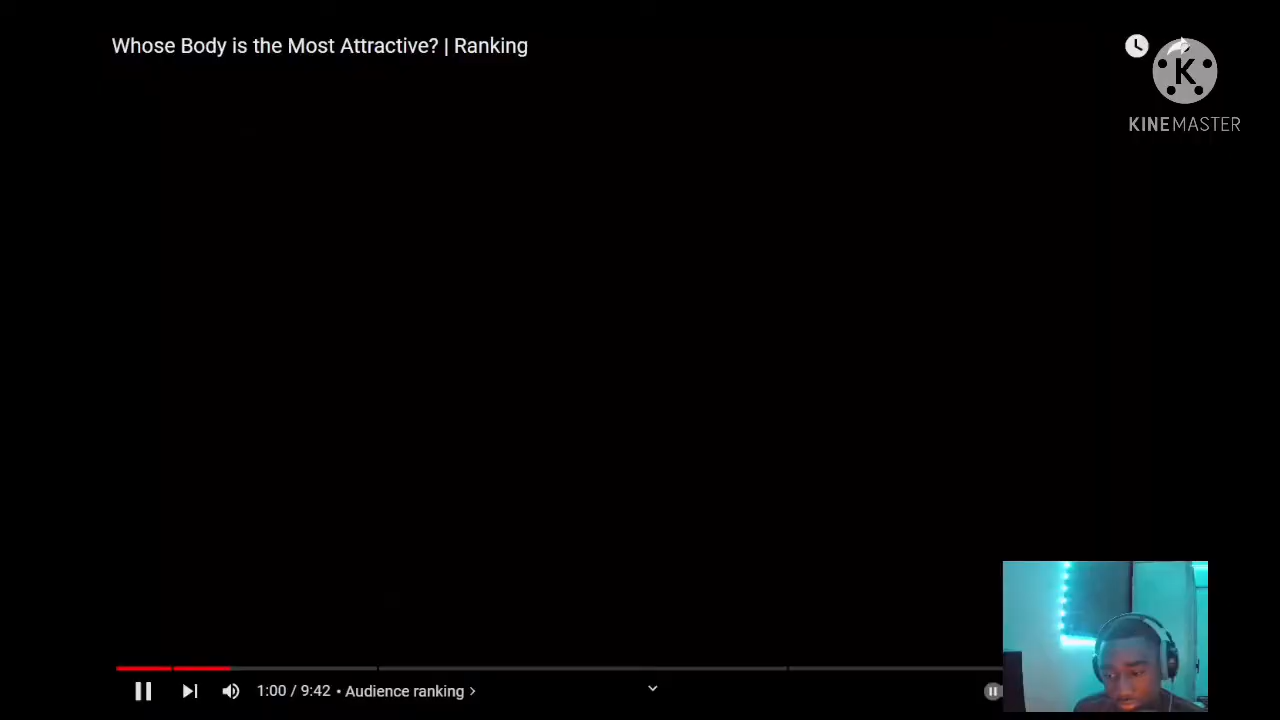 Whose Body is the Most Attractive? | Ranking
K
KINEMASTER
1:00 / 9:42 • Audience ranking >